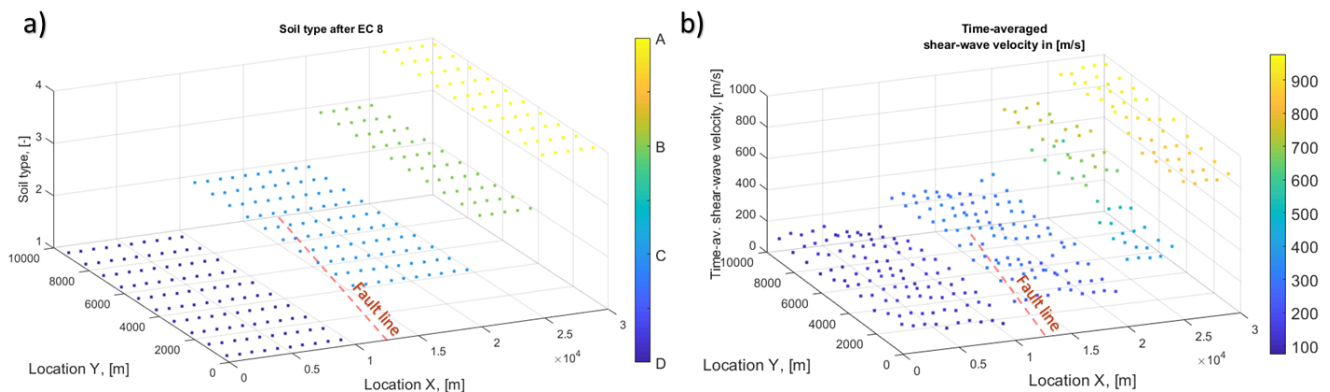 a)
Soil type after EC 8
4
3
2
1
Soil type, [-]
10000
8000
6000
4000
2000
0
Location Y, [m]
0
0.5
1
1.5
2
2.5
3
×10⁴
Location X, [m]
Fault line
A
B
C
D
b)
Time-averaged
shear-wave velocity in [m/s]
1000
800
600
400
200
0
Time-av. shear-wave velocity, [m/s]
10000
8000
6000
4000
2000
0
Location Y, [m]
0
0.5
1
1.5
2
2.5
3
×10⁴
Location X, [m]
Fault line
900
800
700
600
500
400
300
200
100